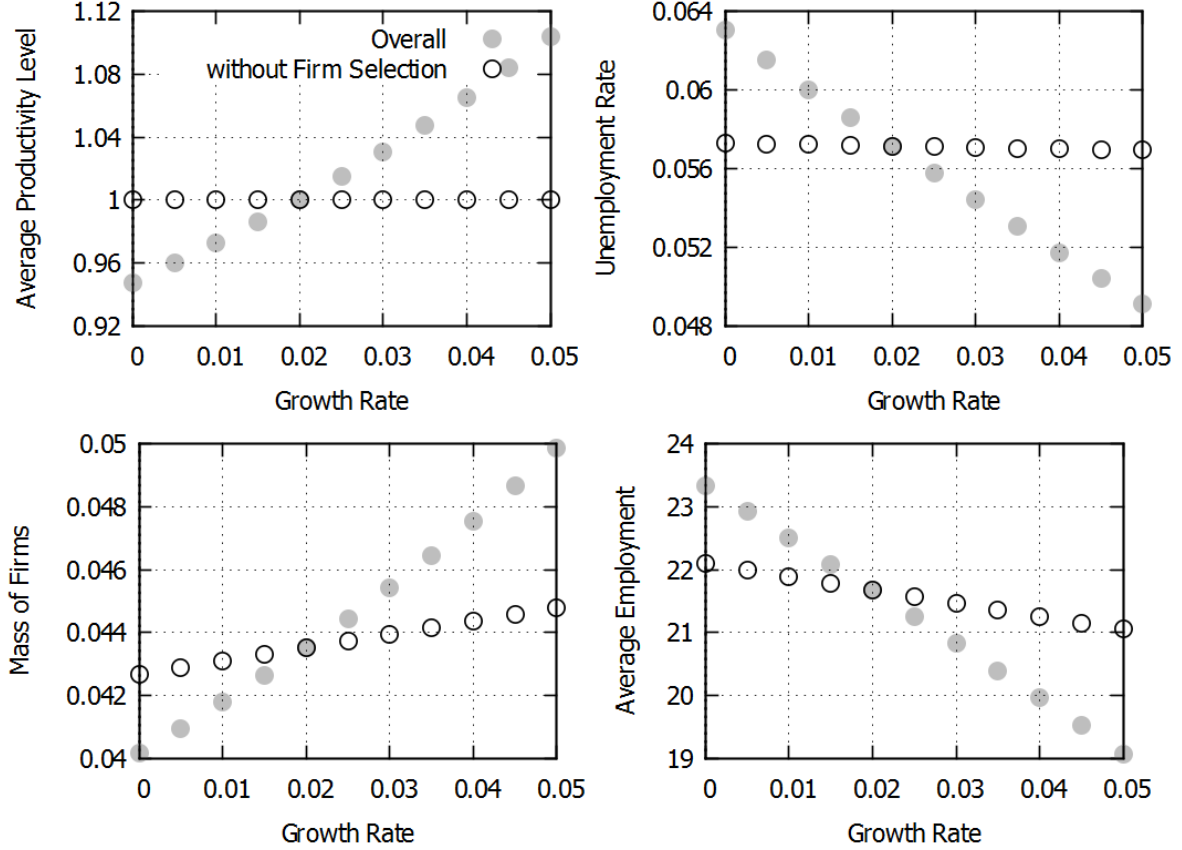 Average Productivity Level
1.12
1.08
1.04
1
0.96
0.92
Overall
without Firm Selection
0 0.01 0.02 0.03 0.04 0.05
Growth Rate
Unemployment Rate
0.064
0.06
0.056
0.052
0.048
0 0.01 0.02 0.03 0.04 0.05
Growth Rate
Mass of Firms
0.05
0.048
0.046
0.044
0.042
0.04
0 0.01 0.02 0.03 0.04 0.05
Growth Rate
Average Employment
24
23
22
21
20
19
0 0.01 0.02 0.03 0.04 0.05
Growth Rate